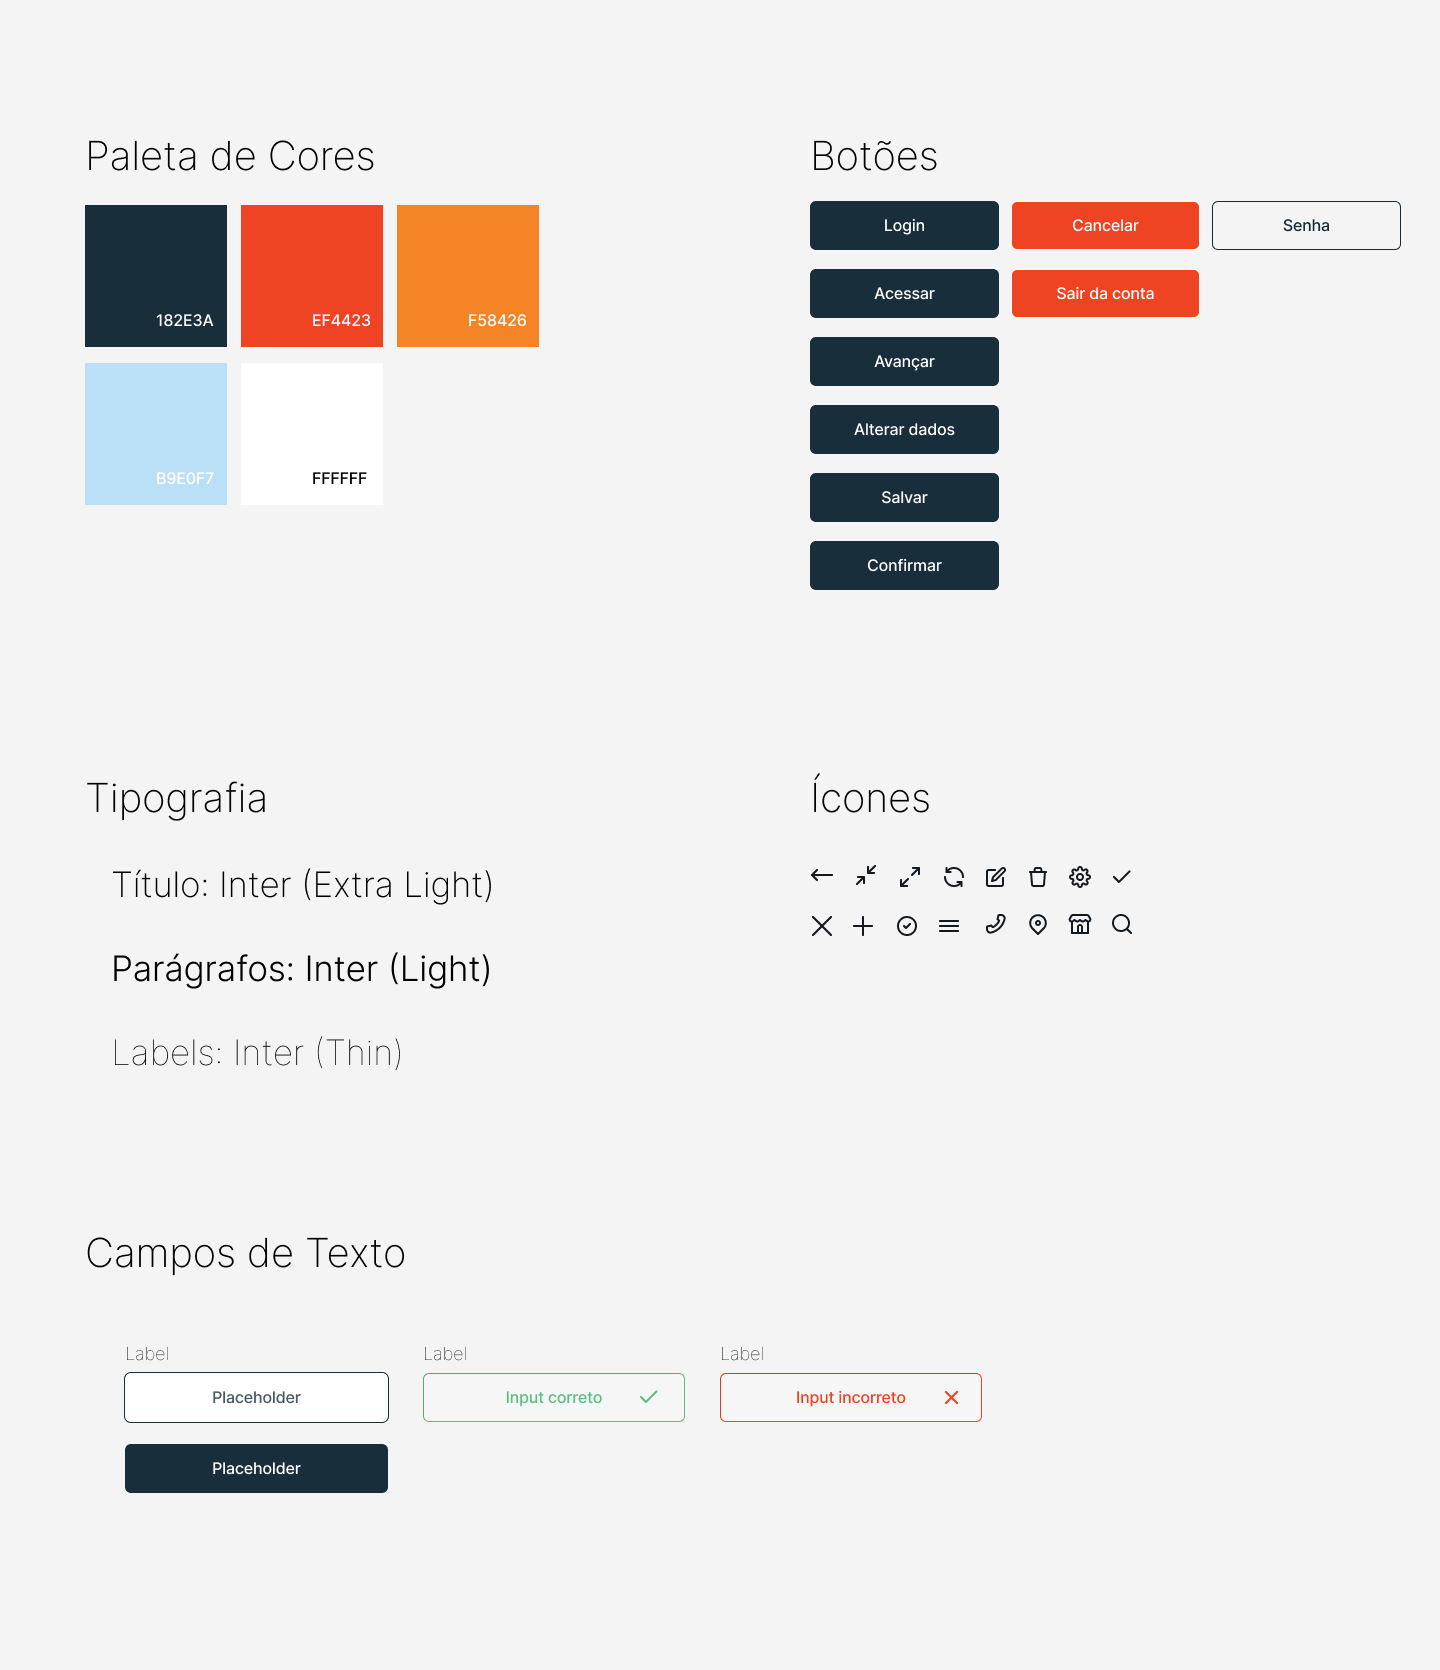 Paleta de Cores
182E3A
EF4423
F58426
B9E0F7
FFFFFF
Botões
Login
Cancelar
Senha
Acessar
Sair da conta
Avançar
Alterar dados
Salvar
Confirmar
Tipografia
Título: Inter (Extra Light)
Parágrafos: Inter (Light)
Labels: Inter (Thin)
Ícones
Campos de Texto
Label
Placeholder
Placeholder
Label
Input correto
Label
Input incorreto